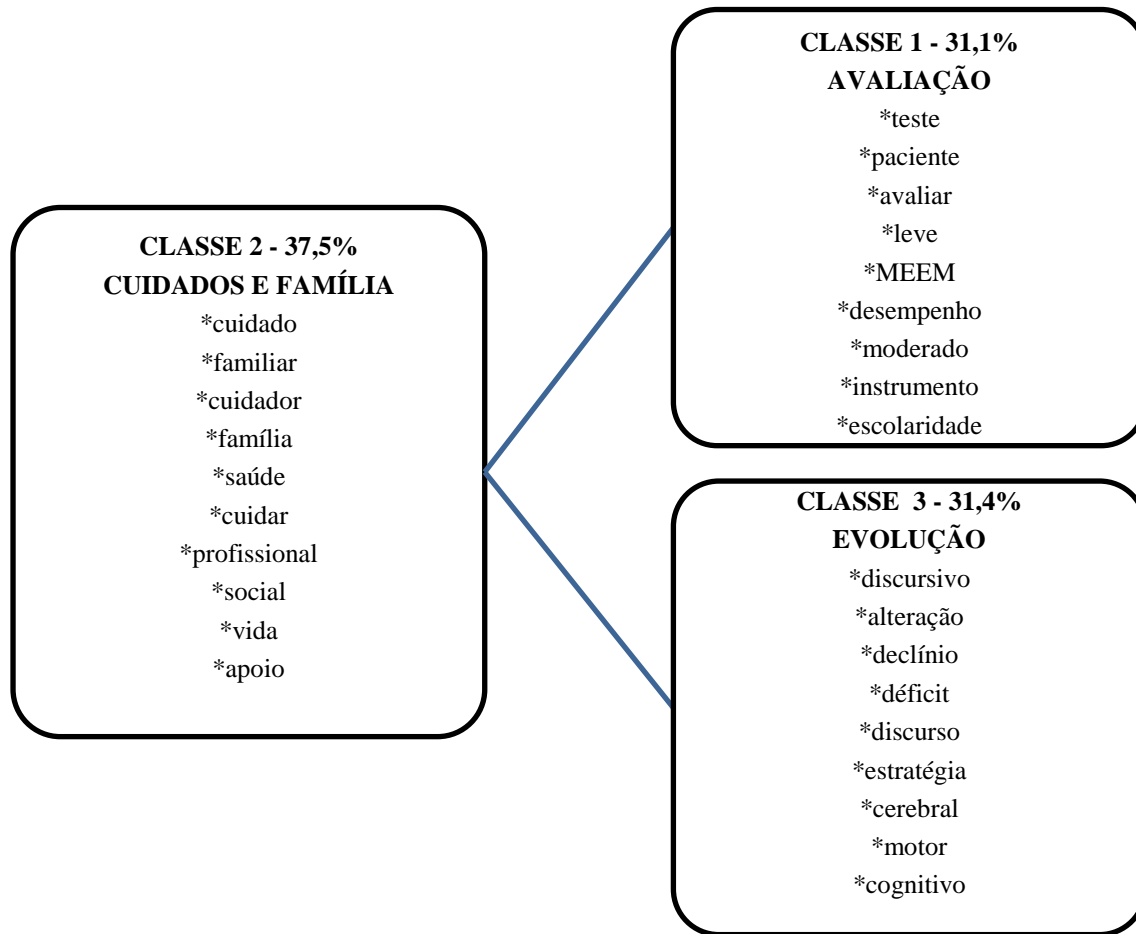 CLASSE 2 - 37,5%
CUIDADOS E FAMÍLIA
*cuidado
*familiar
*cuidador
*família
*saúde
*cuidar
*profissional
*social
*vida
*apoio
CLASSE 1 - 31,1%
AVALIAÇÃO
*teste
*paciente
*avaliar
*leve
*MEEM
*desempenho
*moderado
*instrumento
*escolaridade
CLASSE 3 - 31,4%
EVOLUÇÃO
*discursivo
*alteração
*declínio
*déficit
*discurso
*estratégia
*cerebral
*motor
*cognitivo